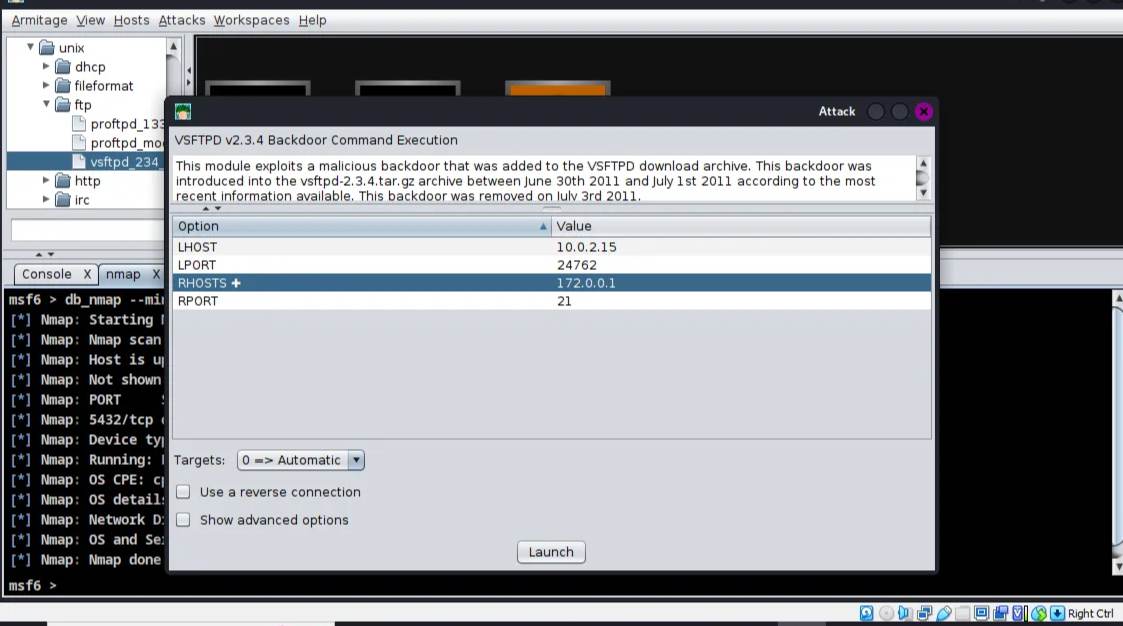 Armitage View Hosts Attacks Workspaces Help
unix
dhcp
fileformat
ftp
proftpd_133
proftpd_mo
vsftpd_234_
http
irc
Attack
VSFTPD v2.3.4 Backdoor Command Execution
This module exploits a malicious backdoor that was added to the VSFTPD download archive. This backdoor was
introduced into the vsftpd-2.3.4.tar.gz archive between June 30th 2011 and July 1st 2011 according to the most
recent information available. This backdoor was removed on July 3rd 2011.
Option Value
LHOST 10.0.2.15
LPORT 24762
RHOSTS ✚ 172.0.0.1
RPORT 21
Targets: 0 => Automatic
Use a reverse connection
Show advanced options
Launch
Console X nmap X
msf6 > db_nmap --mi
[*] Nmap: Starting
[*] Nmap: Nmap scan
[*] Nmap: Host is u
[*] Nmap: Not shown
[*] Nmap: PORT
[*] Nmap: 5432/tcp
[*] Nmap: Device ty
[*] Nmap: Running:
[*] Nmap: OS CPE: c
[*] Nmap: OS detail
[*] Nmap: Network D
[*] Nmap: OS and Se
[*] Nmap: Nmap done
msf6 >
Right Ctrl